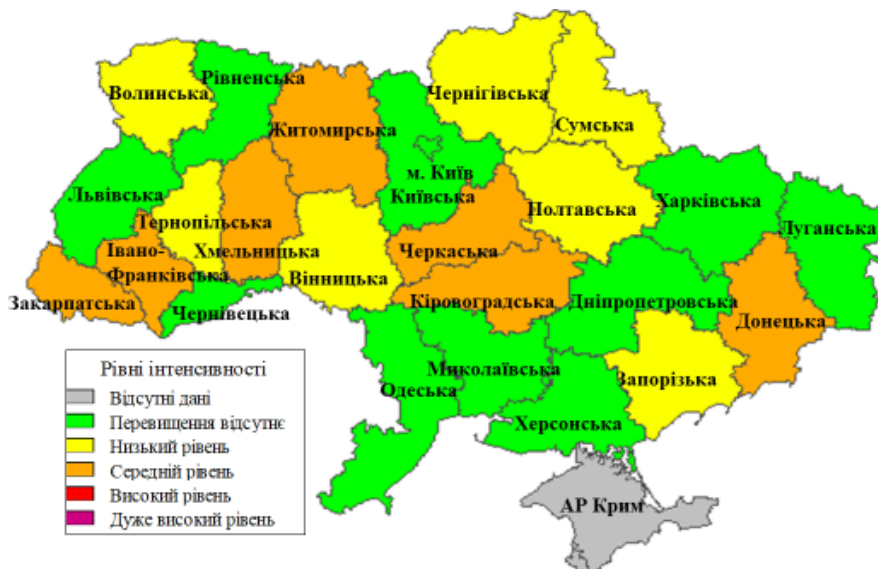 Волинська
Рівненська
Житомирська
Чернігівська
Сумська
м. Київ
Київська
Львівська
Тернопільська
Хмельницька
Вінницька
Івано-
Франківська
Закарпатська
Чернівецька
Черкаська
Полтавська
Харківська
Луганська
Кіровоградська
Дніпропетровська
Донецька
Одеська
Миколаївська
Запорізька
Херсонська
АР Крим
Рівні інтенсивності
Відсутні дані
Перевищення відсутнє
Низький рівень
Середній рівень
Високий рівень
Дуже високий рівень